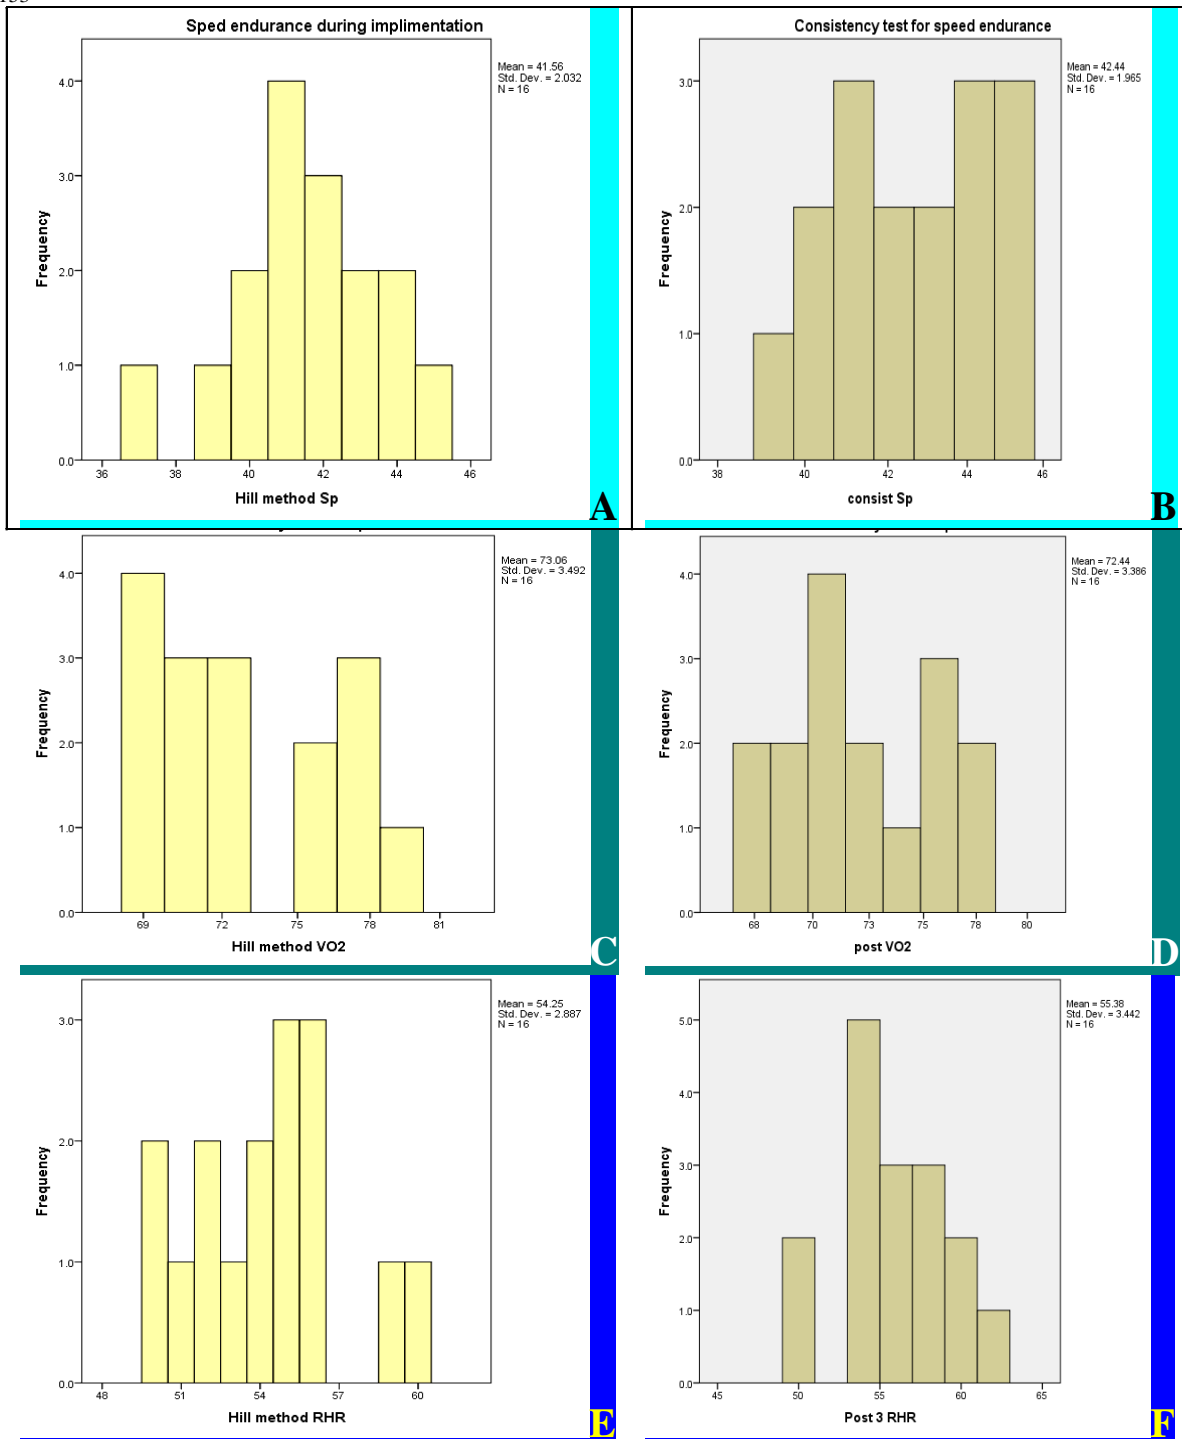 Sped endurance during implimentation
Mean = 41.56
Std. Dev. = 2.032
N = 16
Frequency
4.0
3.0
2.0
1.0
0.0
36 38 40 42 44 46
Hill method Sp
A
Consistency test for speed endurance
Mean = 42.44
Std. Dev. = 1.965
N = 16
Frequency
3.0
2.0
1.0
0.0
38 40 42 44 46
consist Sp
B
Mean = 73.06
Std. Dev. = 3.492
N = 16
Frequency
4.0
3.0
2.0
1.0
0.0
69 72 75 78 81
Hill method VO2
C
Mean = 72.44
Std. Dev. = 3.386
N = 16
Frequency
4.0
3.0
2.0
1.0
0.0
68 70 73 75 78 80
post VO2
D
Mean = 54.25
Std. Dev. = 2.887
N = 16
Frequency
3.0
2.0
1.0
0.0
48 51 54 57 60
Hill method RHR
E
Mean = 55.38
Std. Dev. = 3.442
N = 16
Frequency
5.0
4.0
3.0
2.0
1.0
0.0
45 50 55 60 65
Post 3 RHR
F